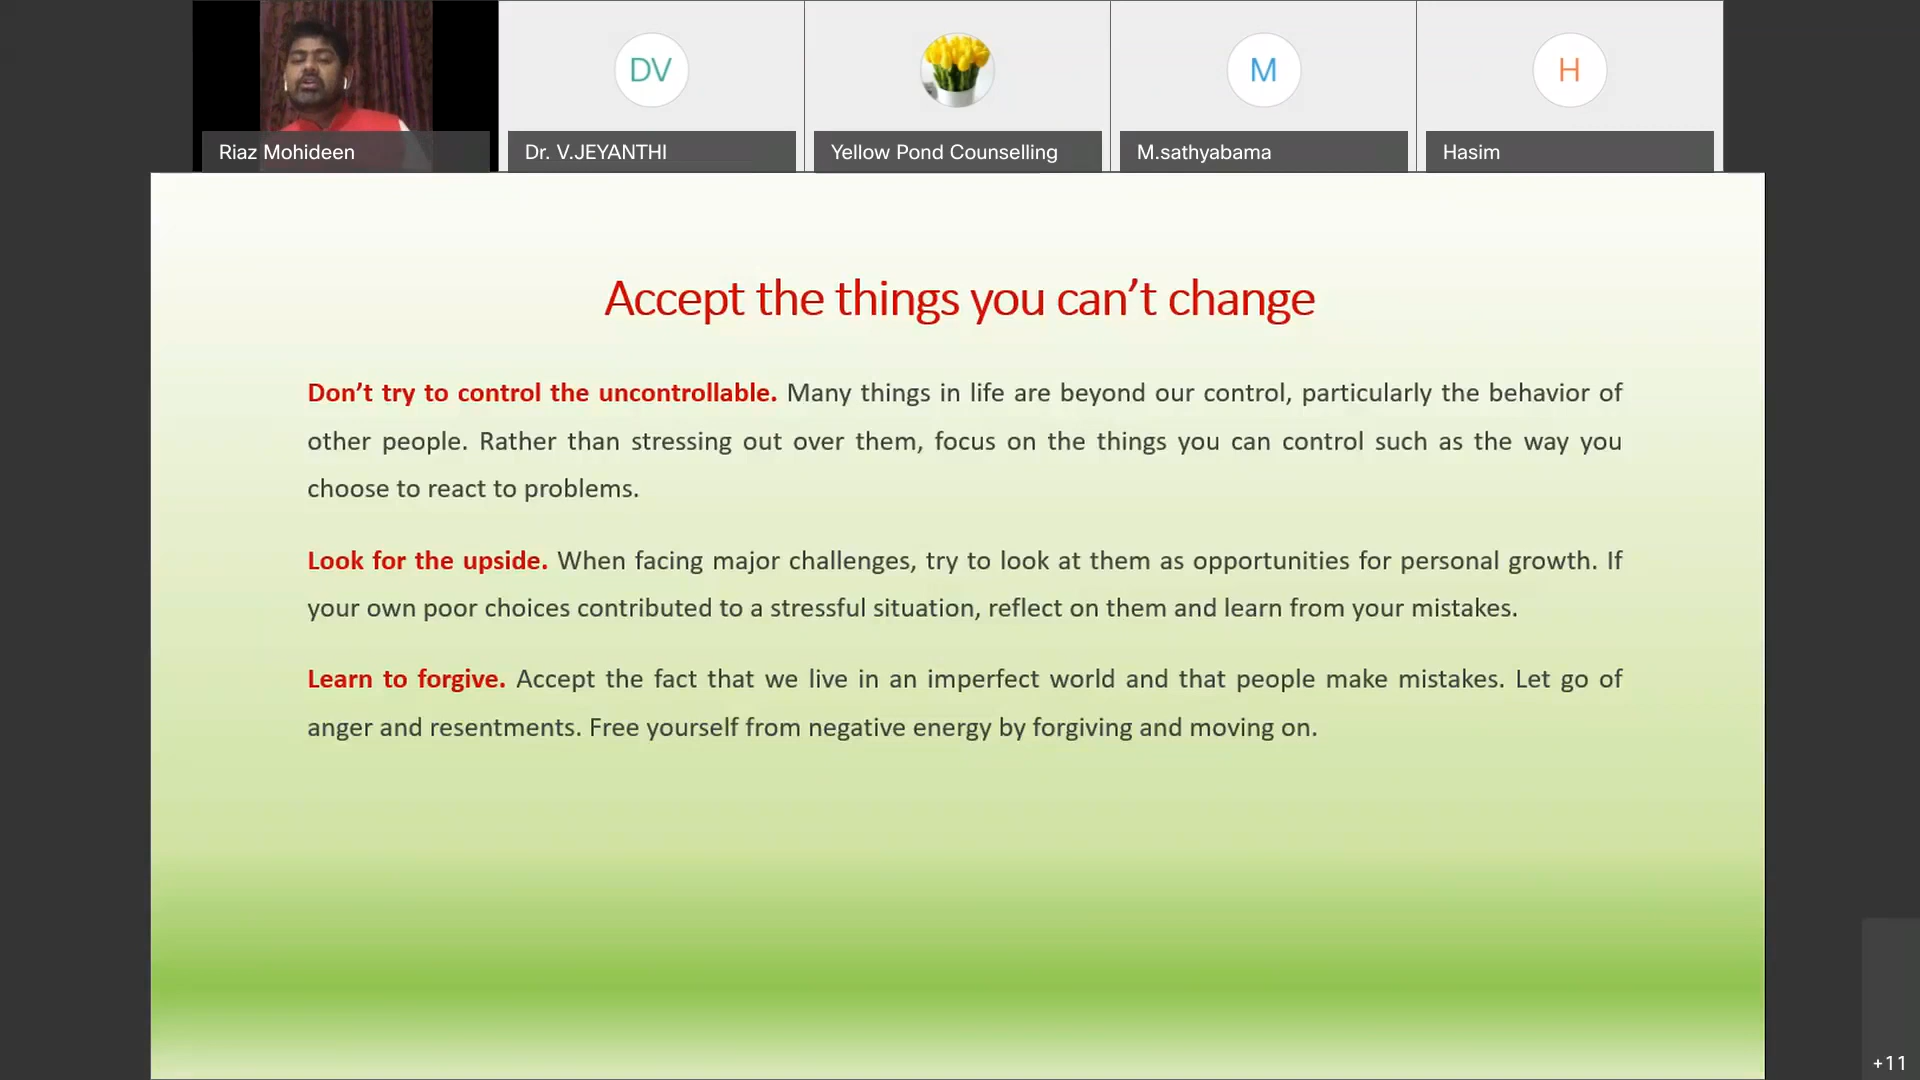 DV
M
H
Riaz Mohideen
Dr. V.JEYANTHI
Yellow Pond Counselling
M.sathyabama
Hasim
Accept the things you can’t change
Don’t try to control the uncontrollable. Many things in life are beyond our control, particularly the behavior of
other people. Rather than stressing out over them, focus on the things you can control such as the way you
choose to react to problems.
Look for the upside. When facing major challenges, try to look at them as opportunities for personal growth. If
your own poor choices contributed to a stressful situation, reflect on them and learn from your mistakes.
Learn to forgive. Accept the fact that we live in an imperfect world and that people make mistakes. Let go of
anger and resentments. Free yourself from negative energy by forgiving and moving on.
+11